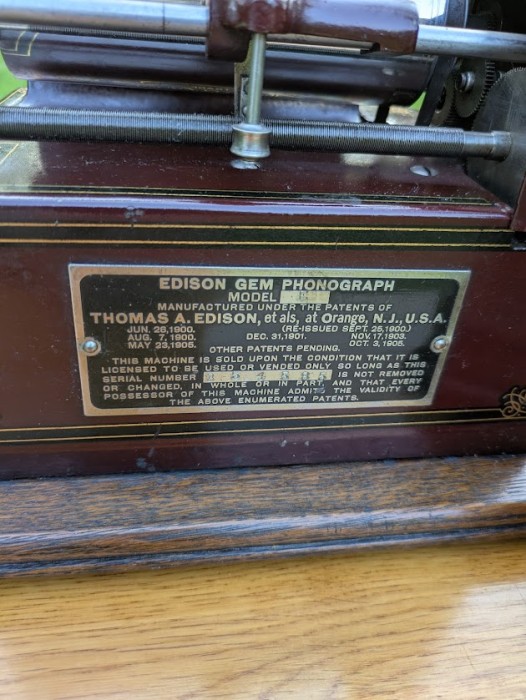 EDISON GEM PHONOGRAPH
MODEL
MANUFACTURED UNDER THE PATENTS OF
THOMAS A. EDISON, et als, at Orange, N.J., U.S.A.
JUN. 26, 1900. (RE-ISSUED SEPT. 25, 1900.)
AUG. 7, 1900. DEC. 31, 1901. NOV. 17, 1903.
MAY 23, 1905. OCT. 3, 1905.
OTHER PATENTS PENDING.
THIS MACHINE IS SOLD UPON THE CONDITION THAT IT IS
LICENSED TO BE USED OR VENDED ONLY SO LONG AS THIS
SERIAL NUMBER IS NOT REMOVED
OR CHANGED, IN WHOLE OR IN PART, AND THAT EVERY
POSSESSOR OF THIS MACHINE ADMITS THE VALIDITY OF
THE ABOVE ENUMERATED PATENTS.